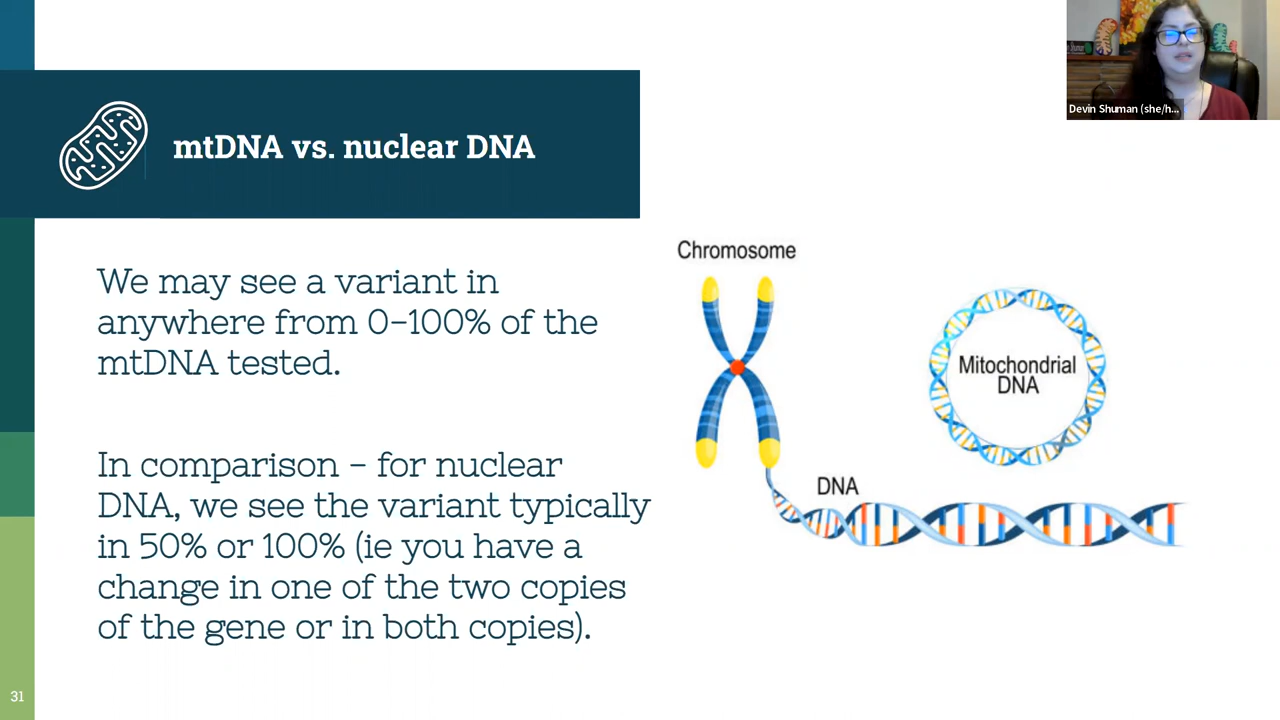 Devin Shuman (she/h...
mtDNA vs. nuclear DNA
We may see a variant in
anywhere from 0-100% of the
mtDNA tested.
In comparison - for nuclear
DNA, we see the variant typically
in 50% or 100% (ie you have a
change in one of the two copies
of the gene or in both copies).
Chromosome
Mitochondrial
DNA
DNA
31